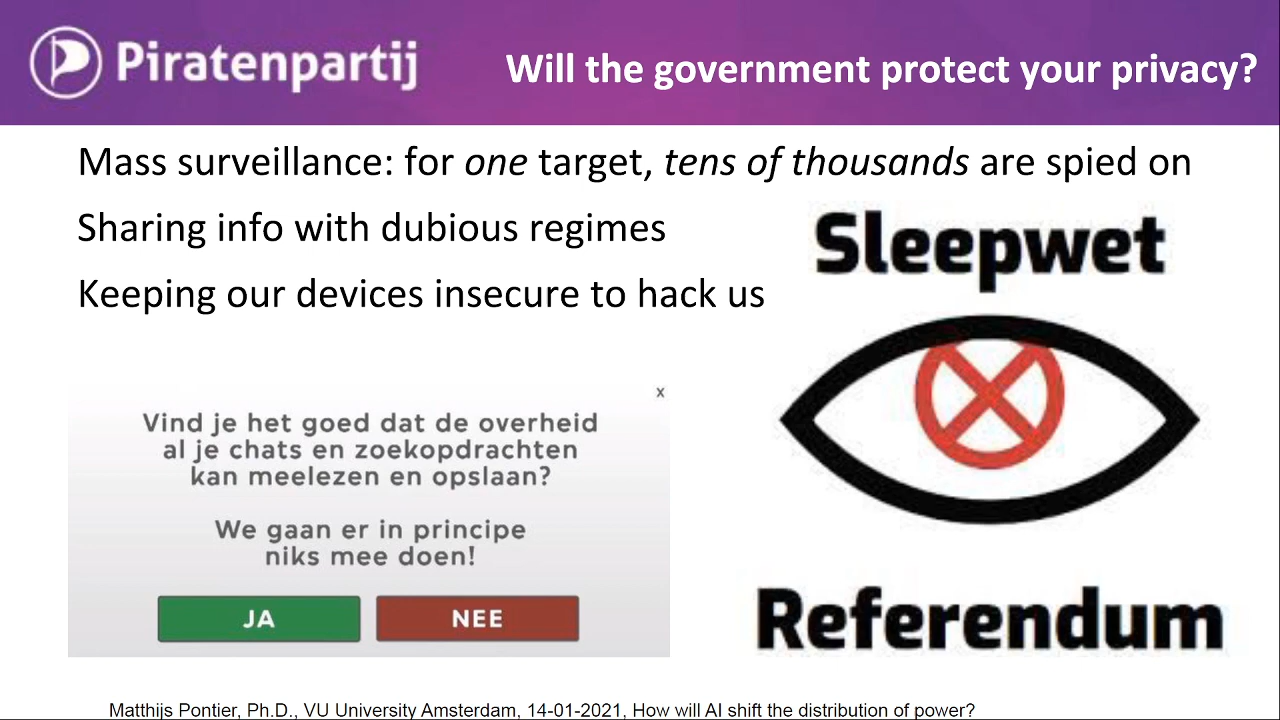 Piratenpartij
Will the government protect your privacy?
Mass surveillance: for one target, tens of thousands are spied on
Sharing info with dubious regimes
Keeping our devices insecure to hack us
Sleepwet
Referendum
x
Vind je het goed dat de overheid
al je chats en zoekopdrachten
kan meelezen en opslaan?
We gaan er in principe
niks mee doen!
JA
NEE
Matthijs Pontier, Ph.D., VU University Amsterdam, 14-01-2021, How will AI shift the distribution of power?